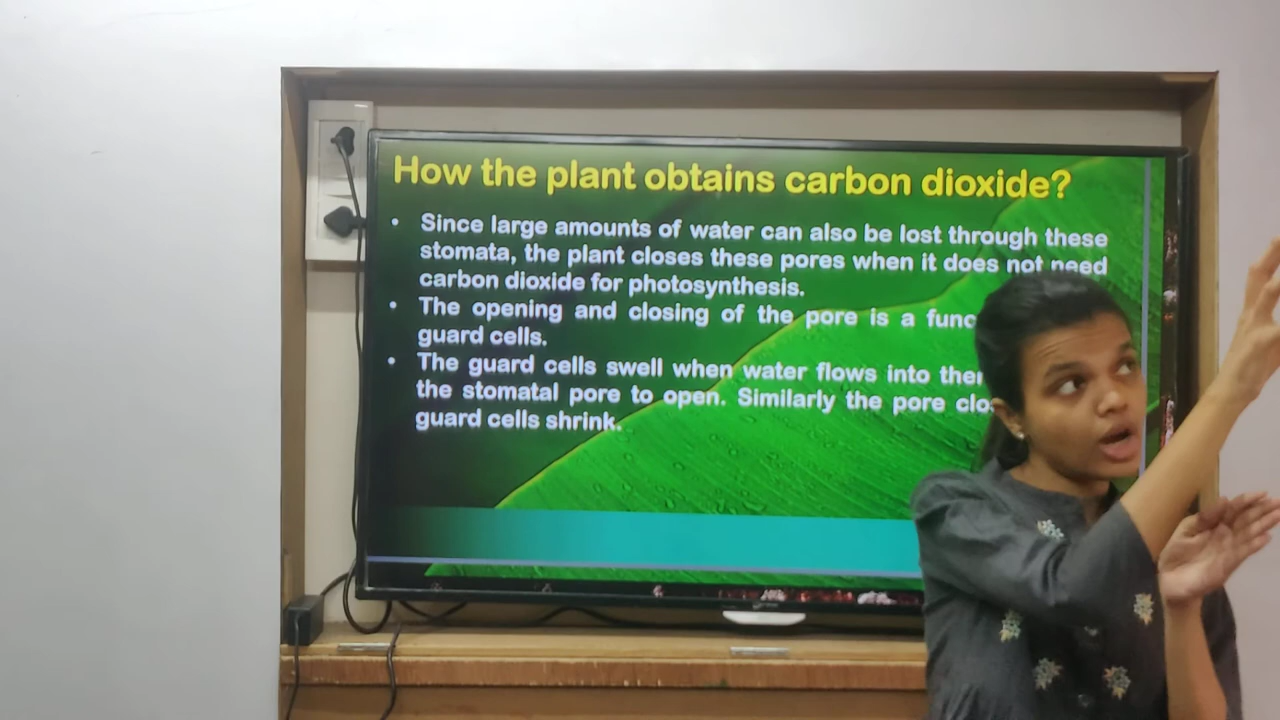 How the plant obtains carbon dioxide?
• Since large amounts of water can also be lost through these
stomata, the plant closes these pores when it does not need
carbon dioxide for photosynthesis.
• The opening and closing of the pore is a
guard cells.
• The guard cells swell when water flows into
the stomatal pore to open. Similarly the pore
guard cells shrink.